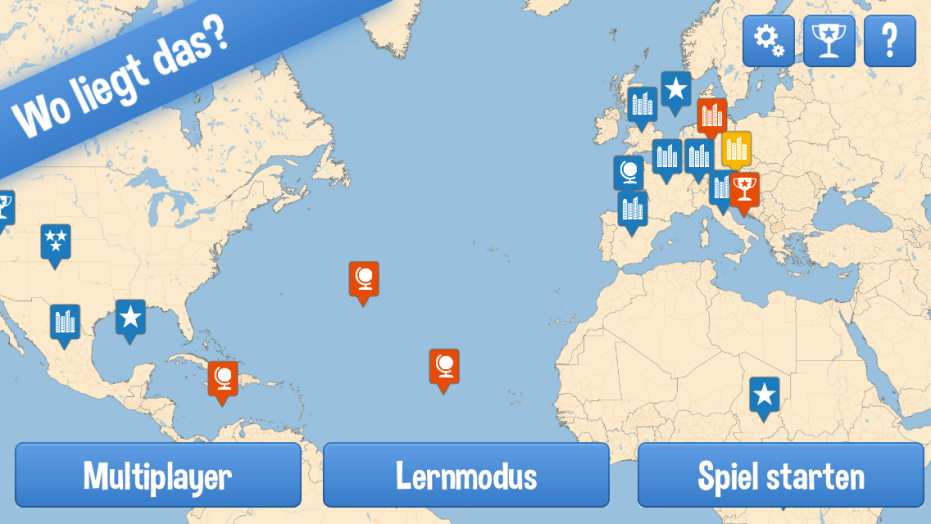 Wo liegt das?
?
Multiplayer
Lernmodus
Spiel starten